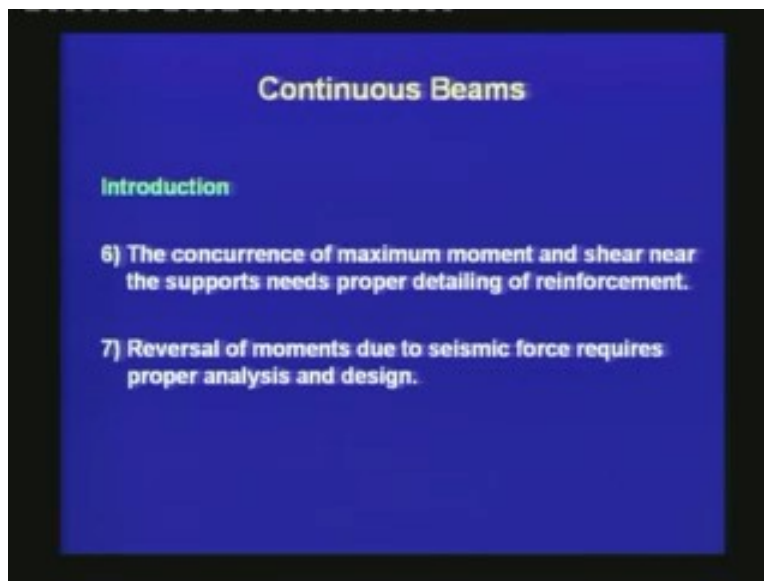 Continuous Beams
Introduction
6) The concurrence of maximum moment and shear near
the supports needs proper detailing of reinforcement.
7) Reversal of moments due to seismic force requires
proper analysis and design.